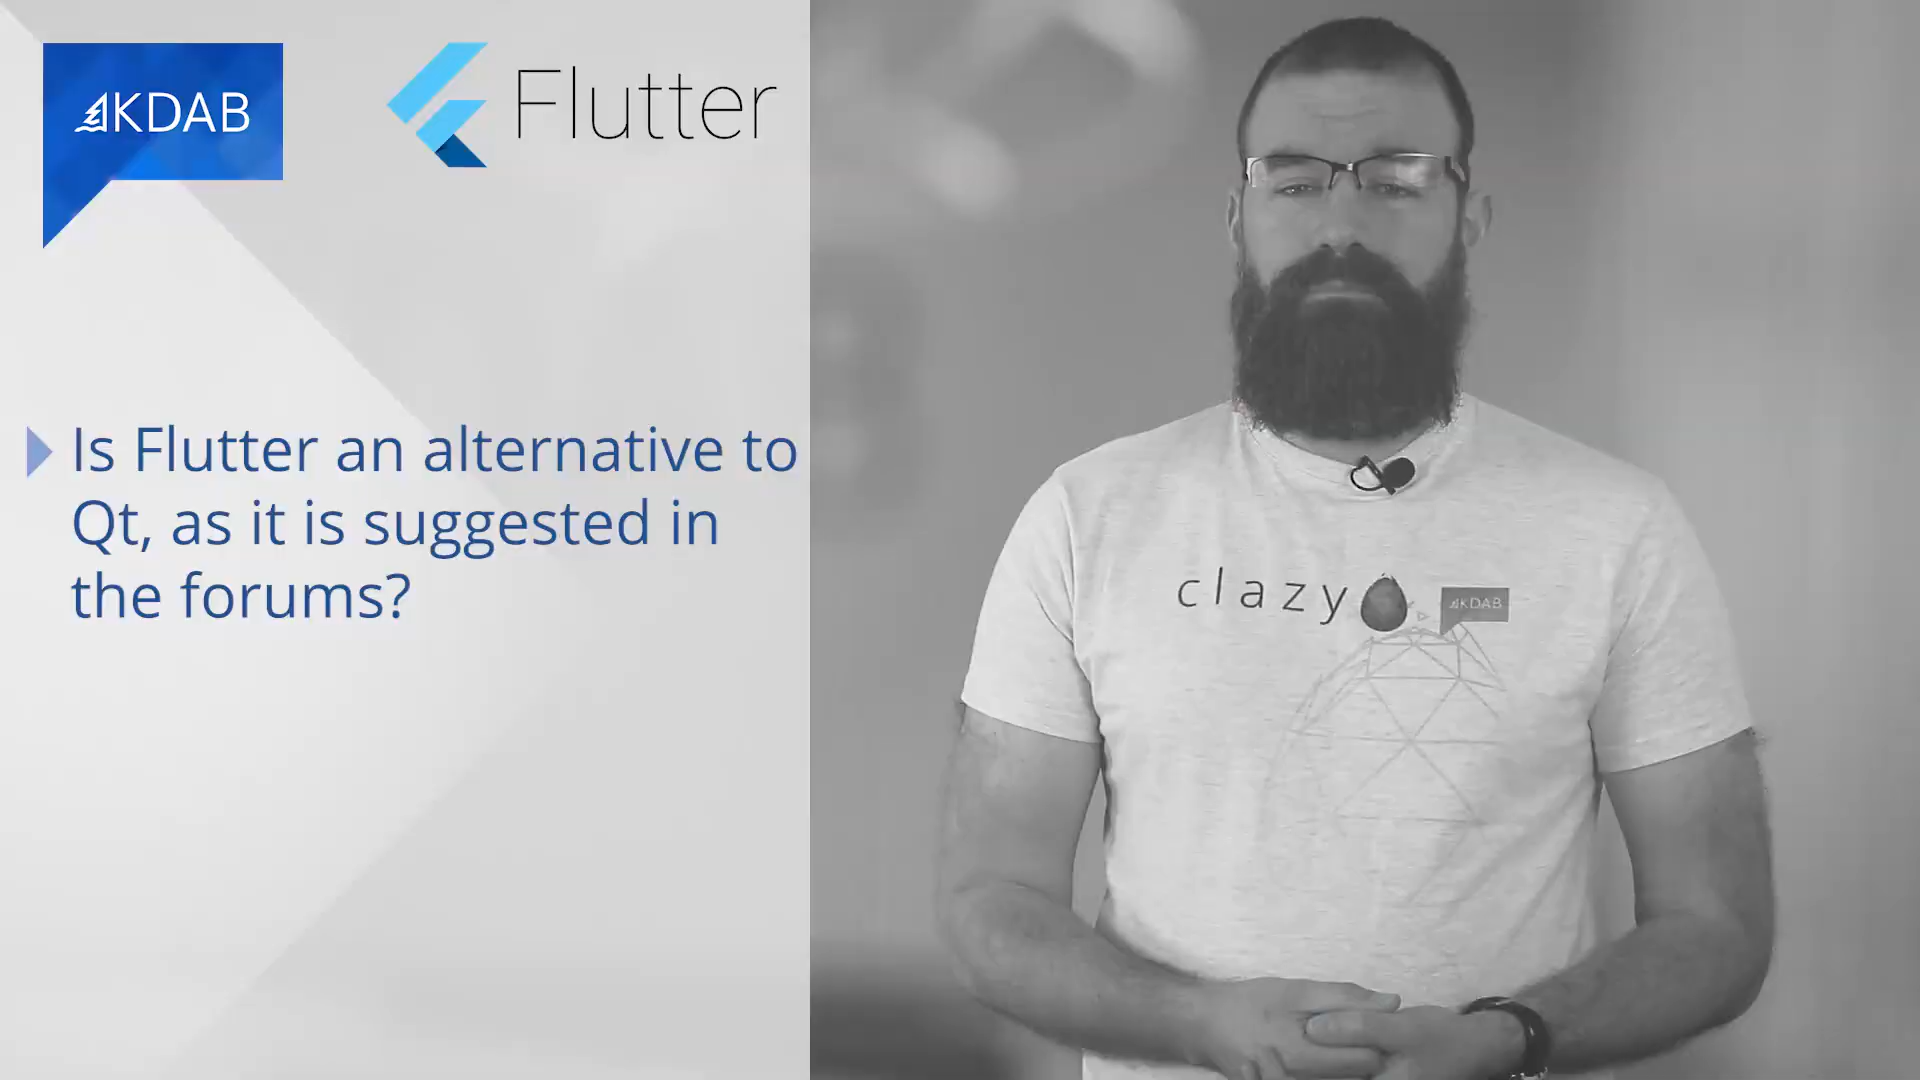 KDAB
Flutter
Is Flutter an alternative to
Qt, as it is suggested in
the forums?
clazy
KDAB